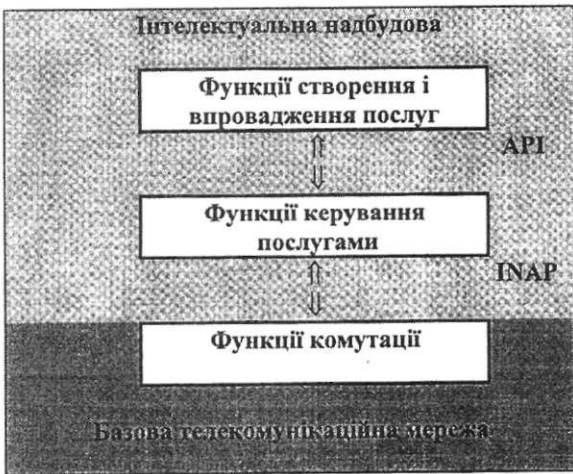 Інтелектуальна надбудова
Функції створення і
впровадження послуг
API
Функції керування
послугами
INAP
Функції комутації
Базова телекомунікаційна мережа